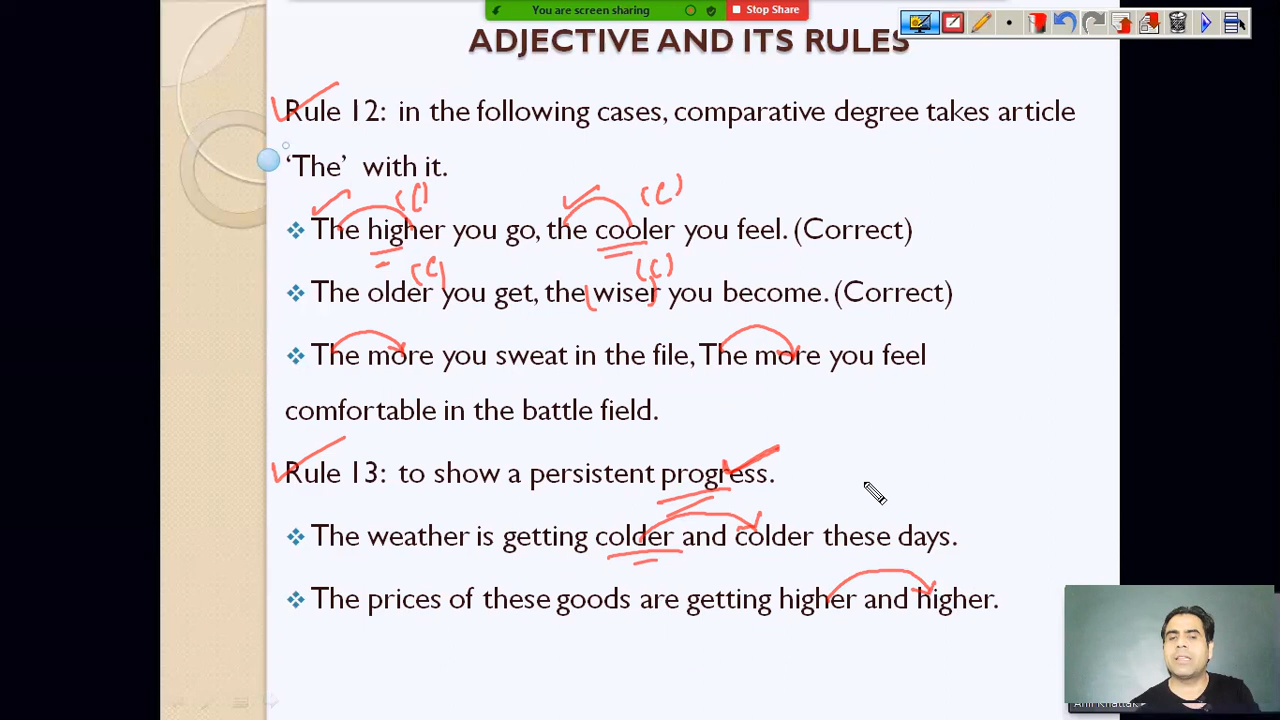 You are screen sharing
Stop Share
ADJECTIVE AND ITS RULES
Rule 12: in the following cases, comparative degree takes article
‘The’ with it.
(C) (C)
❖ The higher you go, the cooler you feel. (Correct)
(C) (C)
❖ The older you get, the wiser you become. (Correct)
❖ The more you sweat in the file, The more you feel
comfortable in the battle field.
Rule 13: to show a persistent progress.
❖ The weather is getting colder and colder these days.
❖ The prices of these goods are getting higher and higher.